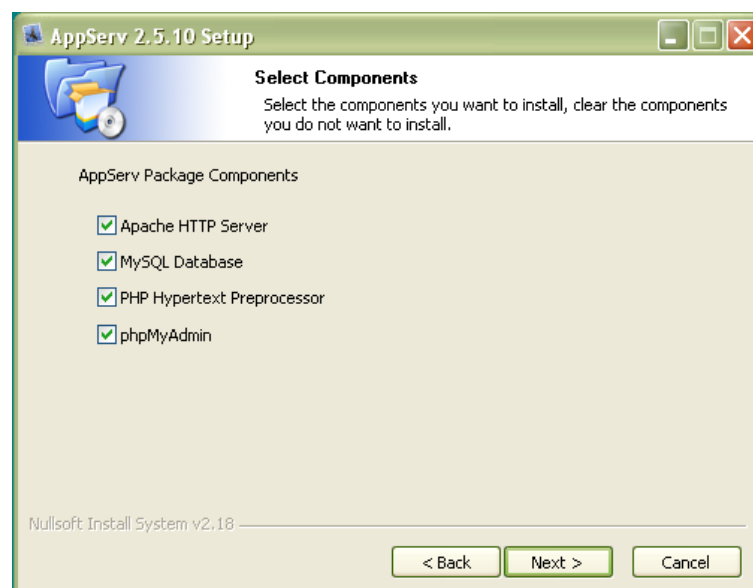 AppServ 2.5.10 Setup
Select Components
Select the components you want to install, clear the components
you do not want to install.
AppServ Package Components
Apache HTTP Server
MySQL Database
PHP Hypertext Preprocessor
phpMyAdmin
Nullsoft Install System v2.18
< Back Next > Cancel